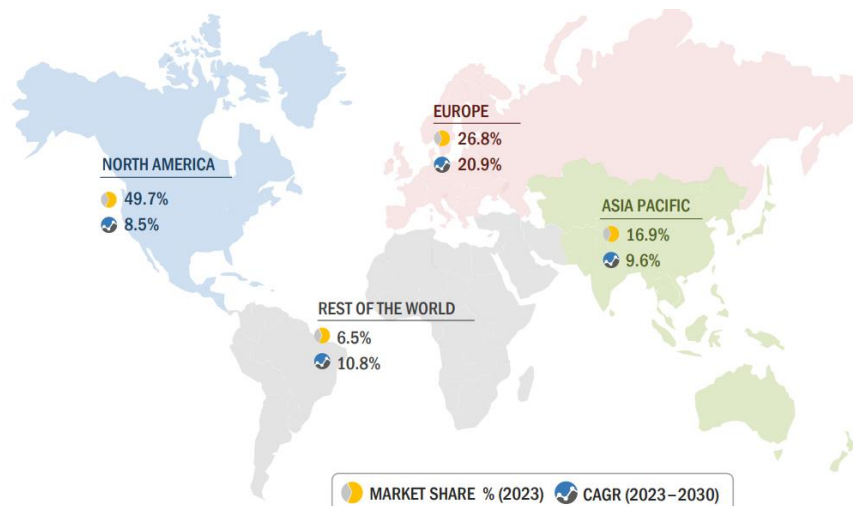 EUROPE
26.8%
20.9%
NORTH AMERICA
49.7%
8.5%
ASIA PACIFIC
16.9%
9.6%
REST OF THE WORLD
6.5%
10.8%
MARKET SHARE % (2023) CAGR (2023–2030)